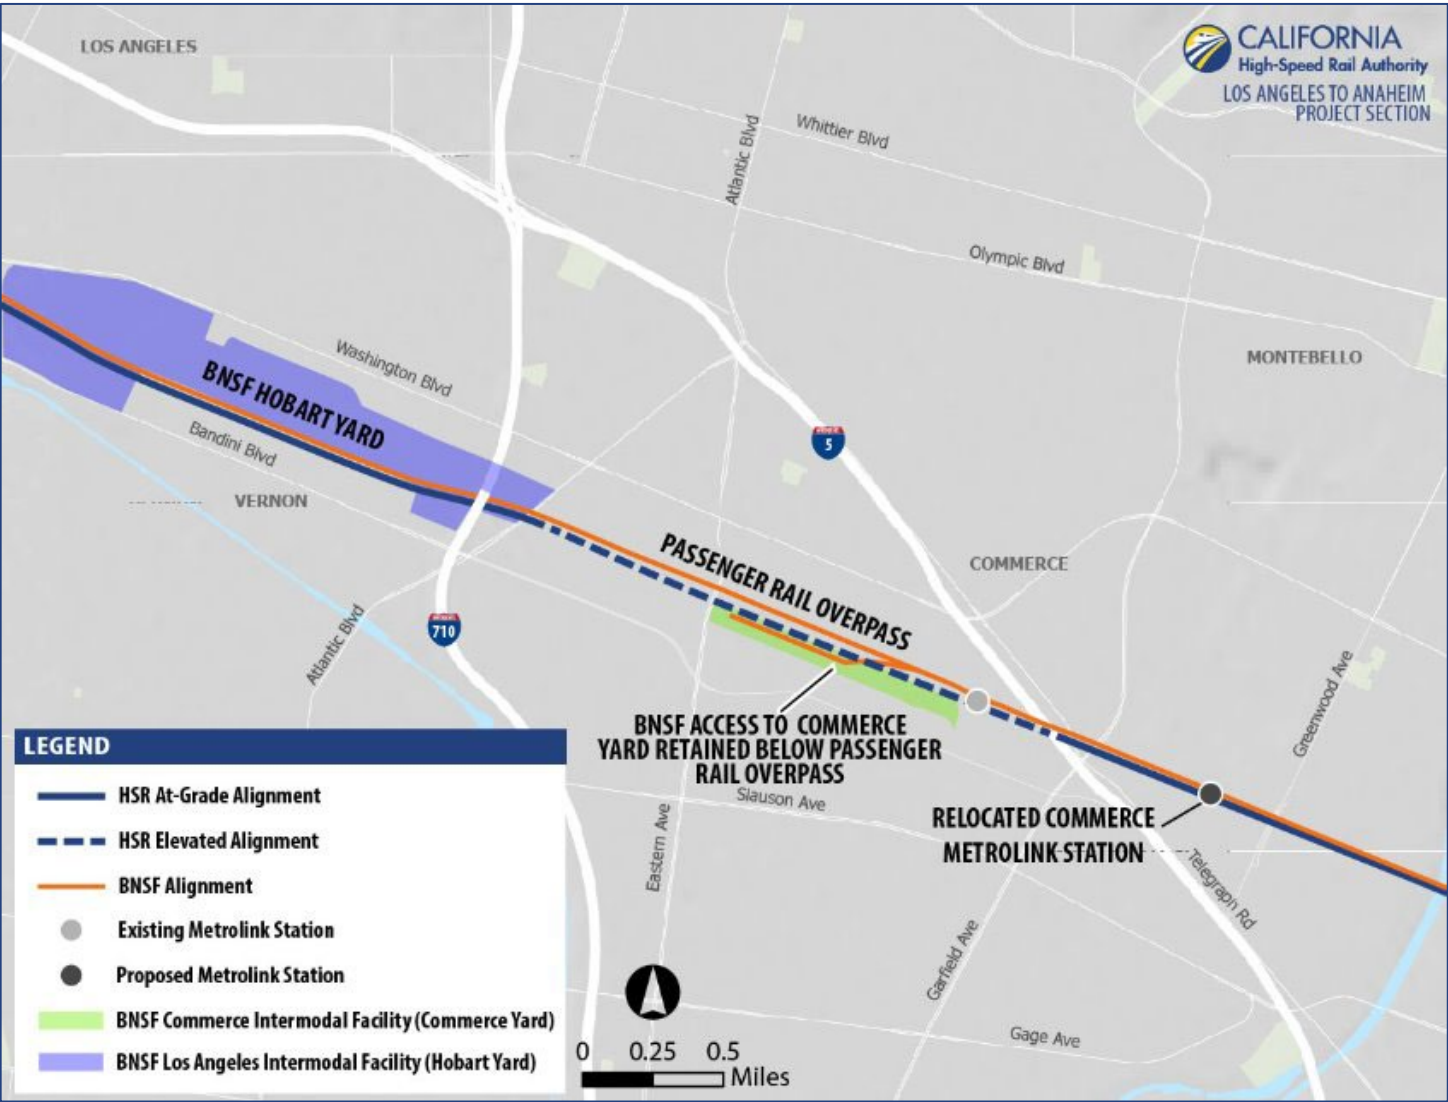 LOS ANGELES
CALIFORNIA
High-Speed Rail Authority
LOS ANGELES TO ANAHEIM
PROJECT SECTION
Whittier Blvd
Atlantic Blvd
Olympic Blvd
MONTEBELLO
Washington Blvd
BNSF HOBART YARD
Bandini Blvd
5
VERNON
PASSENGER RAIL OVERPASS
COMMERCE
710
Atlantic Blvd
Greenwood Ave
BNSF ACCESS TO COMMERCE
YARD RETAINED BELOW PASSENGER
RAIL OVERPASS
Slauson Ave
RELOCATED COMMERCE
METROLINK STATION
Eastern Ave
Telegraph Rd
Garfield Ave
Gage Ave
LEGEND
HSR At-Grade Alignment
HSR Elevated Alignment
BNSF Alignment
Existing Metrolink Station
Proposed Metrolink Station
BNSF Commerce Intermodal Facility (Commerce Yard)
BNSF Los Angeles Intermodal Facility (Hobart Yard)
0 0.25 0.5
Miles